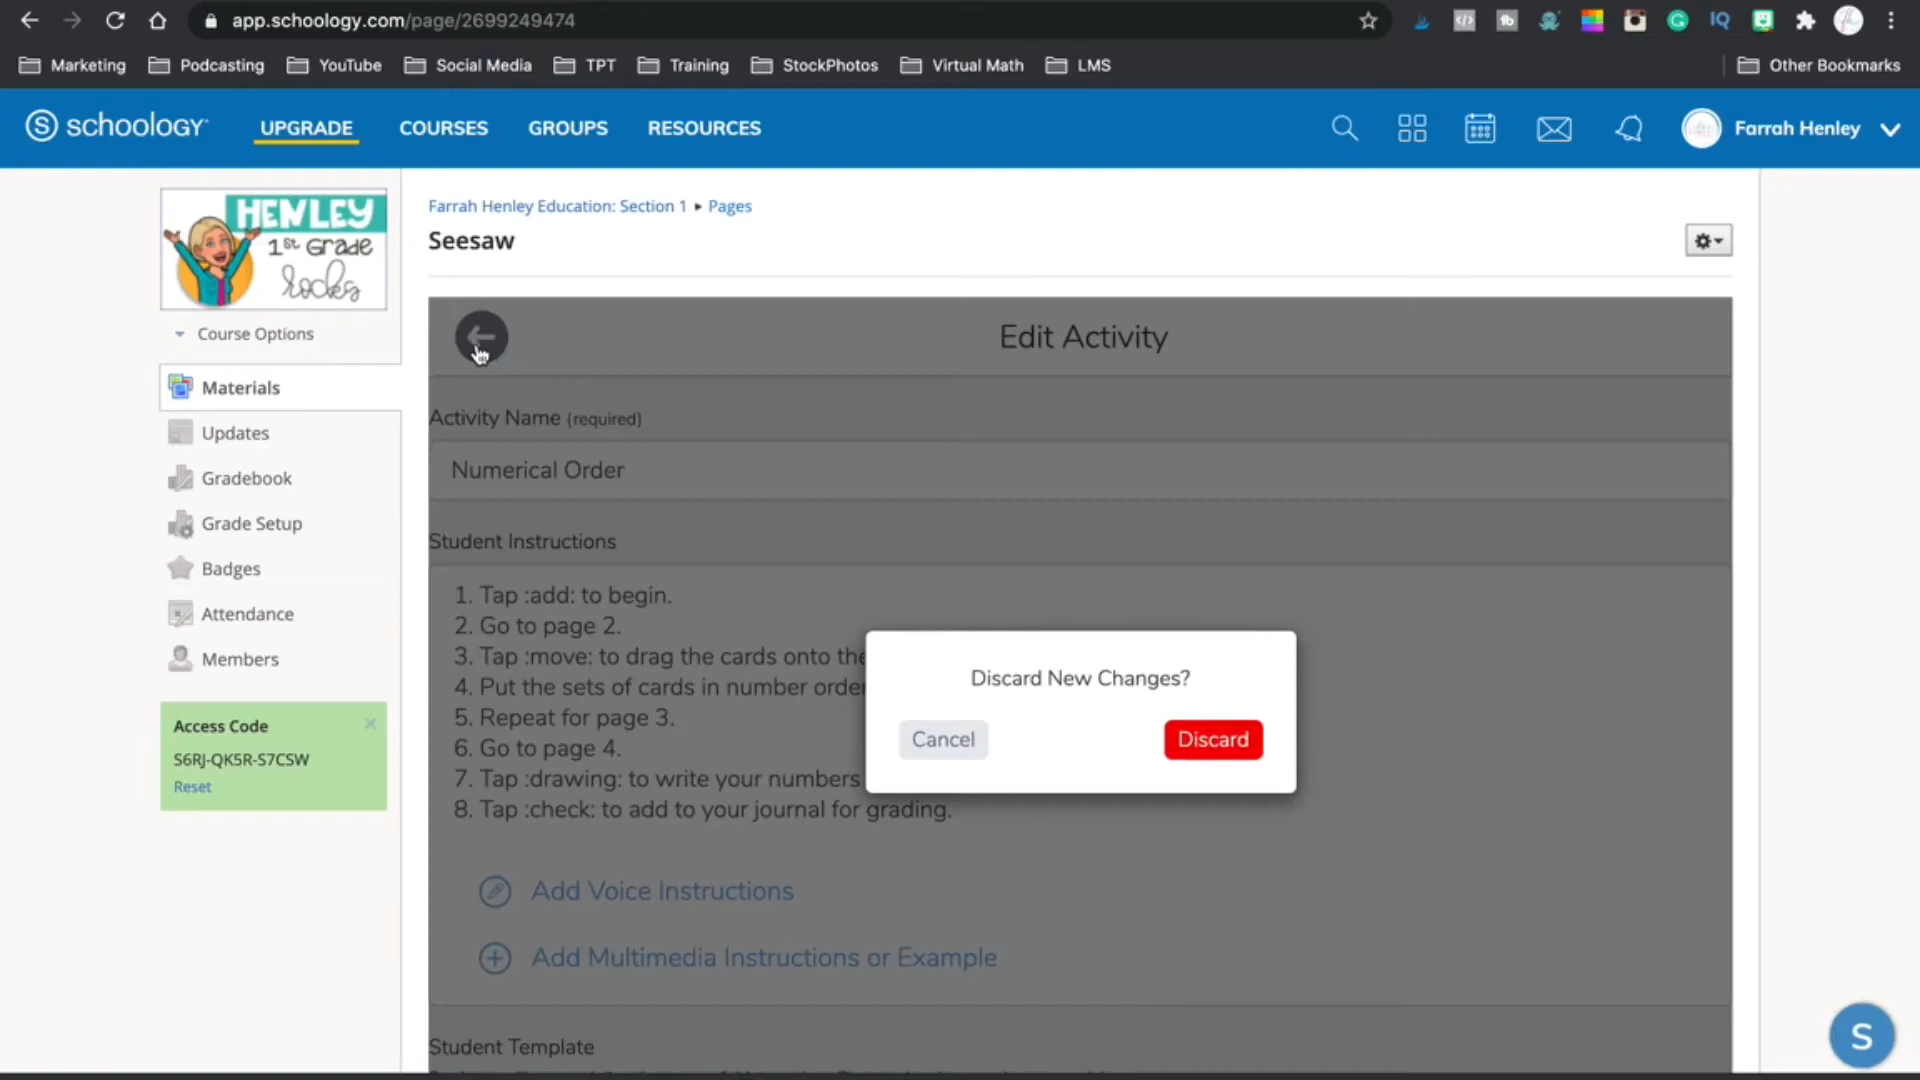 app.schoology.com/page/2699249474
Marketing Podcasting YouTube Social Media TPT Training StockPhotos Virtual Math LMS Other Bookmarks
S schoology UPGRADE COURSES GROUPS RESOURCES Farrah Henley
HENLEY
1st Grade
Rocks
Course Options
Materials
Updates
Gradebook
Grade Setup
Badges
Attendance
Members
Access Code
S6RJ-QK5R-S7CSW
Reset
Farrah Henley Education: Section 1 ▸ Pages
Seesaw
Edit Activity
Activity Name (required)
Numerical Order
Student Instructions
1. Tap :add: to begin.
2. Go to page 2.
3. Tap :move: to drag the cards onto the
4. Put the sets of cards in number order
5. Repeat for page 3.
6. Go to page 4.
7. Tap :drawing: to write your numbers
8. Tap :check: to add to your journal for grading.
Discard New Changes?
Cancel Discard
Add Voice Instructions
Add Multimedia Instructions or Example
Student Template
S